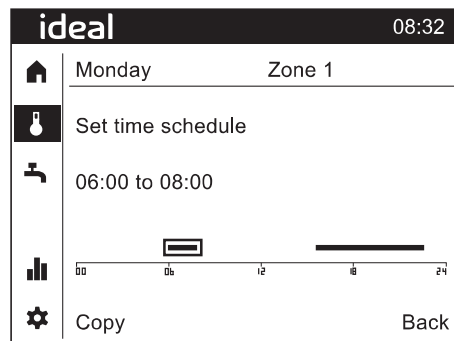 ideal 08:32
Monday Zone 1
Set time schedule
06:00 to 08:00
00 06 12 18 24
Copy Back